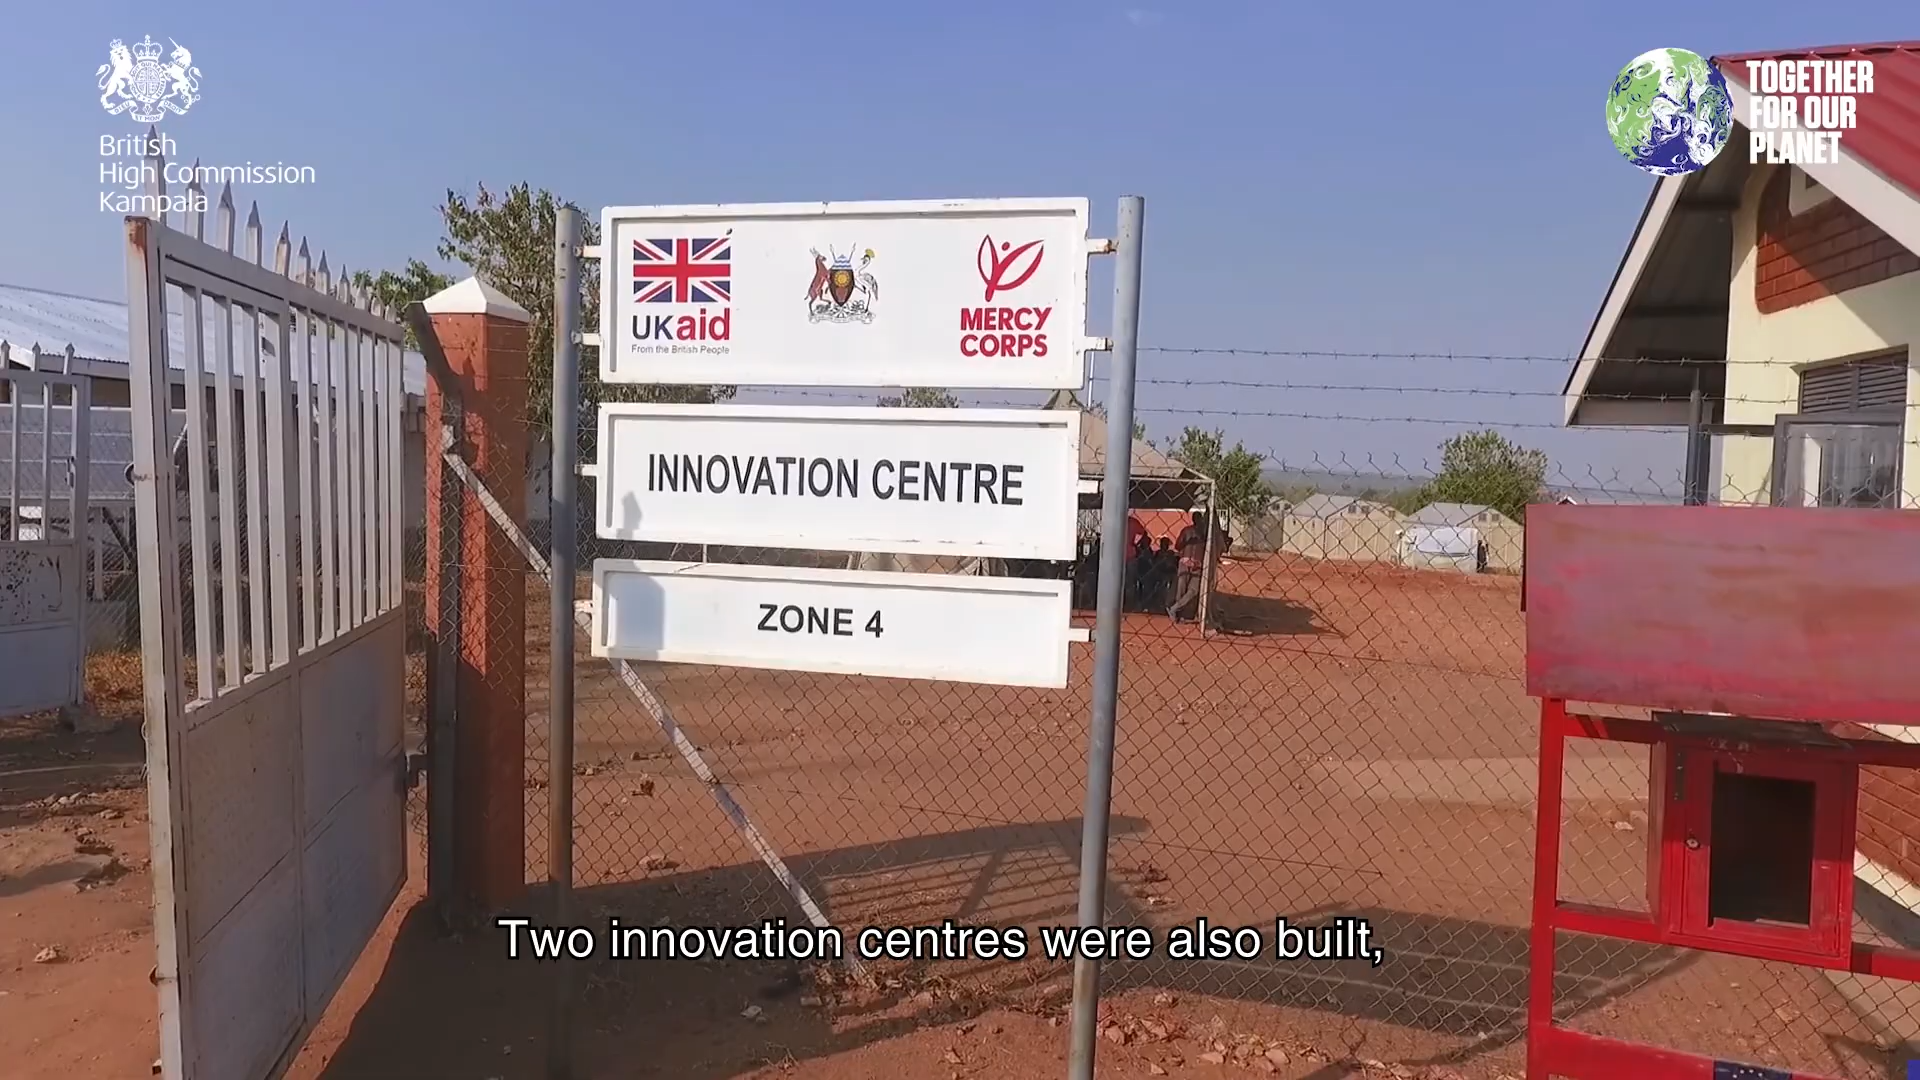 British
High Commission
Kampala
TOGETHER
FOR OUR
PLANET
UKaid
From the British People
MERCY
CORPS
INNOVATION CENTRE
ZONE 4
Two innovation centres were also built,